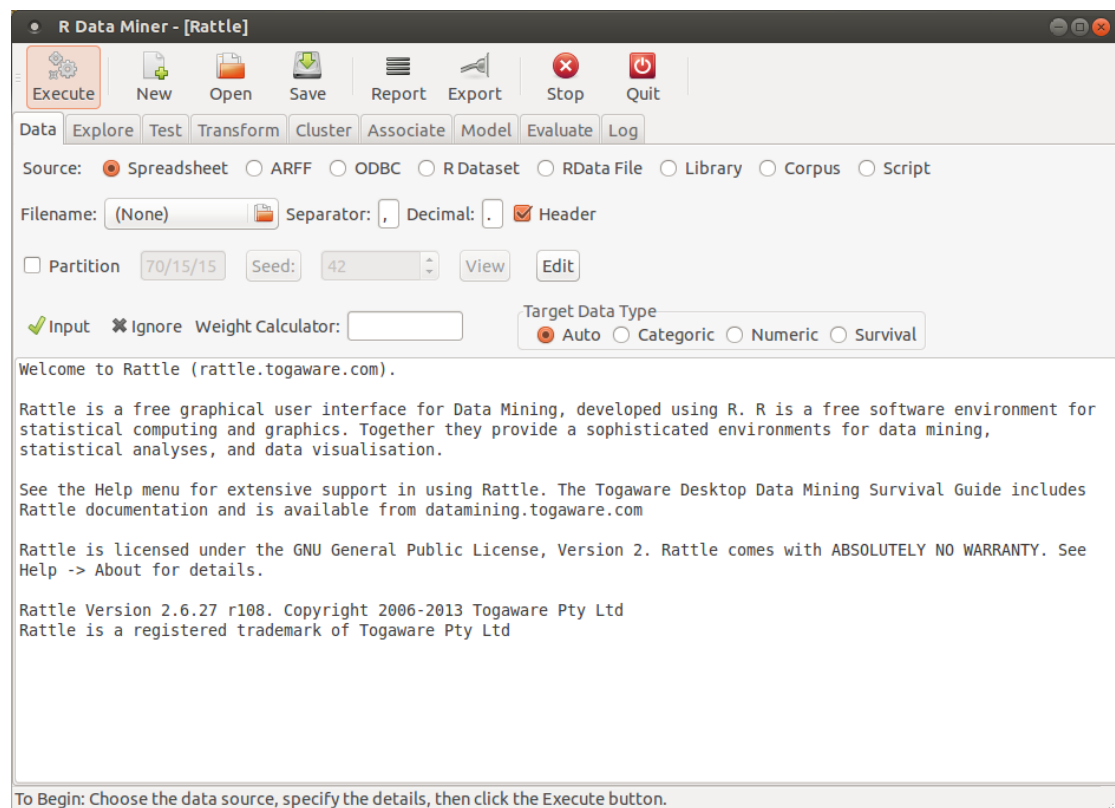 R Data Miner - [Rattle]
Execute New Open Save Report Export Stop Quit
Data Explore Test Transform Cluster Associate Model Evaluate Log
Source: Spreadsheet ARFF ODBC R Dataset RData File Library Corpus Script
Filename: (None) Separator: , Decimal: . Header
Partition 70/15/15 Seed: 42 View Edit
Target Data Type
Input Ignore Weight Calculator: Auto Categoric Numeric Survival
Welcome to Rattle (rattle.togaware.com).
Rattle is a free graphical user interface for Data Mining, developed using R. R is a free software environment for
statistical computing and graphics. Together they provide a sophisticated environments for data mining,
statistical analyses, and data visualisation.
See the Help menu for extensive support in using Rattle. The Togaware Desktop Data Mining Survival Guide includes
Rattle documentation and is available from datamining.togaware.com
Rattle is licensed under the GNU General Public License, Version 2. Rattle comes with ABSOLUTELY NO WARRANTY. See
Help -> About for details.
Rattle Version 2.6.27 r108. Copyright 2006-2013 Togaware Pty Ltd
Rattle is a registered trademark of Togaware Pty Ltd
To Begin: Choose the data source, specify the details, then click the Execute button.